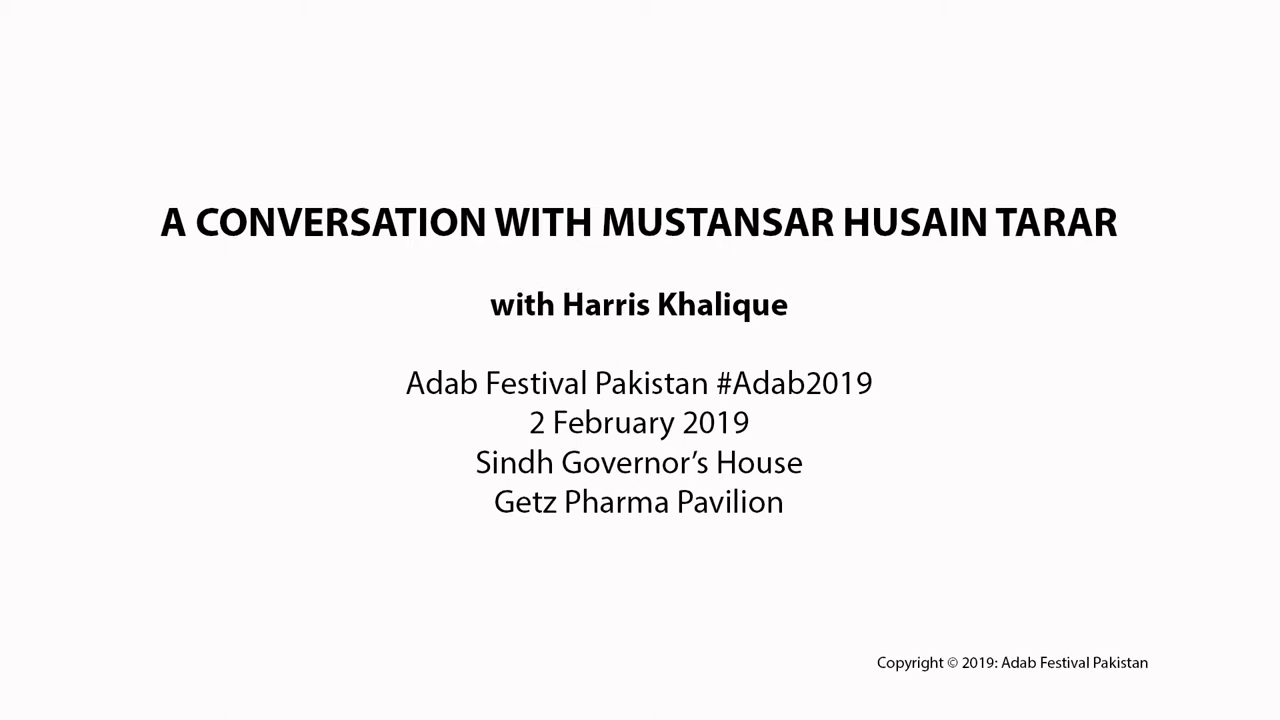 A CONVERSATION WITH MUSTANSAR HUSAIN TARAR
with Harris Khalique
Adab Festival Pakistan #Adab2019
2 February 2019
Sindh Governor’s House
Getz Pharma Pavilion
Copyright © 2019: Adab Festival Pakistan